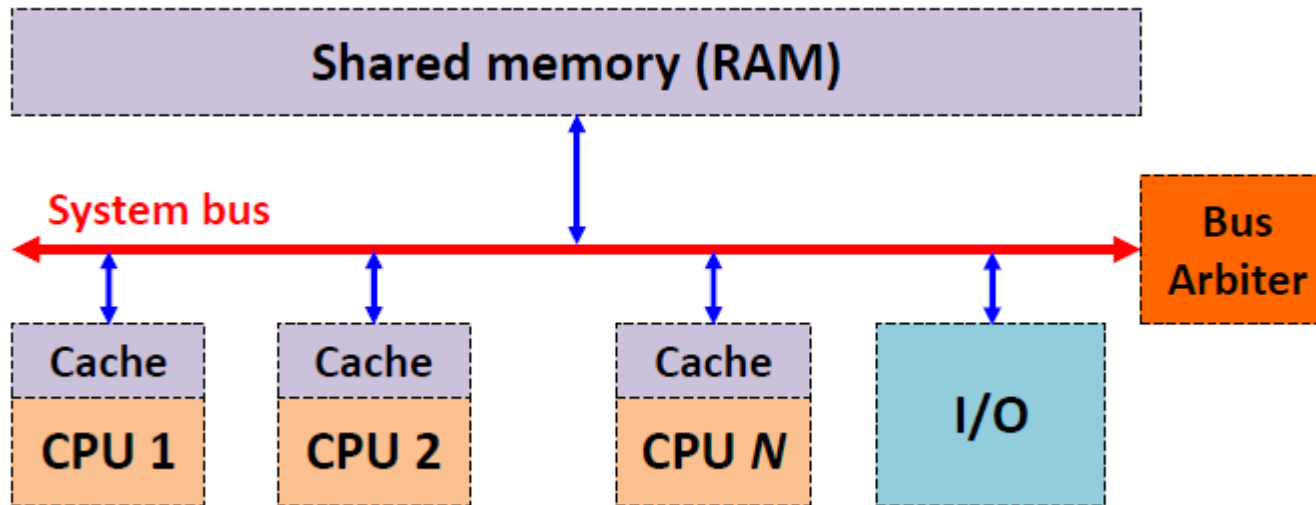 Shared memory (RAM)
System bus
Bus
Arbiter
Cache
CPU 1
Cache
CPU 2
Cache
CPU N
I/O